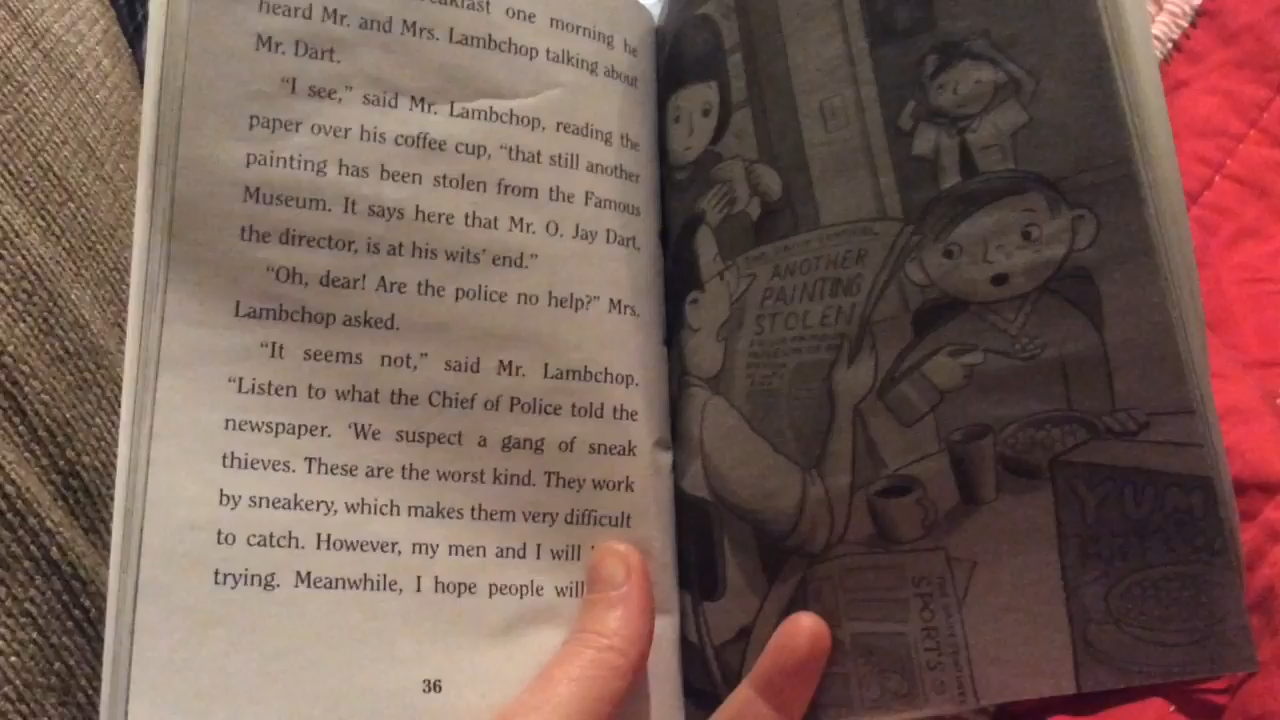 one morning he
heard Mr. and Mrs. Lambchop talking about
Mr. Dart.
“I see,” said Mr. Lambchop, reading the
paper over his coffee cup, “that still another
painting has been stolen from the Famous
Museum. It says here that Mr. O. Jay Dart,
the director, is at his wits’ end.”
“Oh, dear! Are the police no help?” Mrs.
Lambchop asked.
“It seems not,” said Mr. Lambchop.
“Listen to what the Chief of Police told the
newspaper. ‘We suspect a gang of sneak
thieves. These are the worst kind. They work
by sneakery, which makes them very difficult
to catch. However, my men and I will
trying. Meanwhile, I hope people will
36
ANOTHER
PAINTING
STOLEN
YUM
SPORTS